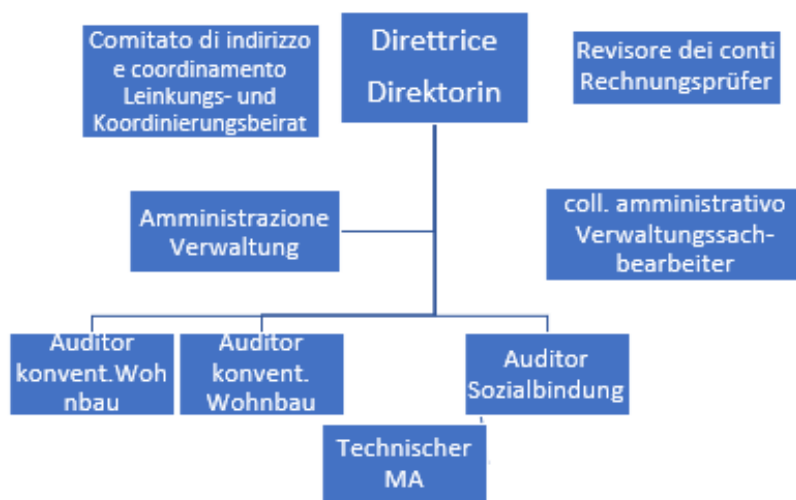 Comitato di indirizzo
e coordinamento
Leinkungs- und
Koordinierungsbeirat
Direttrice
Direktorin
Revisore dei conti
Rechnungsprüfer
Amministrazione
Verwaltung
coll. amministrativo
Verwaltungssach-
bearbeiter
Auditor
konvent.Woh
nbau
Auditor
konvent.
Wohnbau
Auditor
Sozialbindung
Technischer
MA